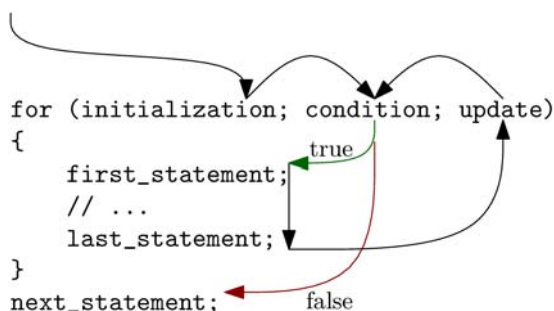 for (initialization; condition; update)
{
true
first_statement;
// ...
last_statement;
}
next_statement;
false